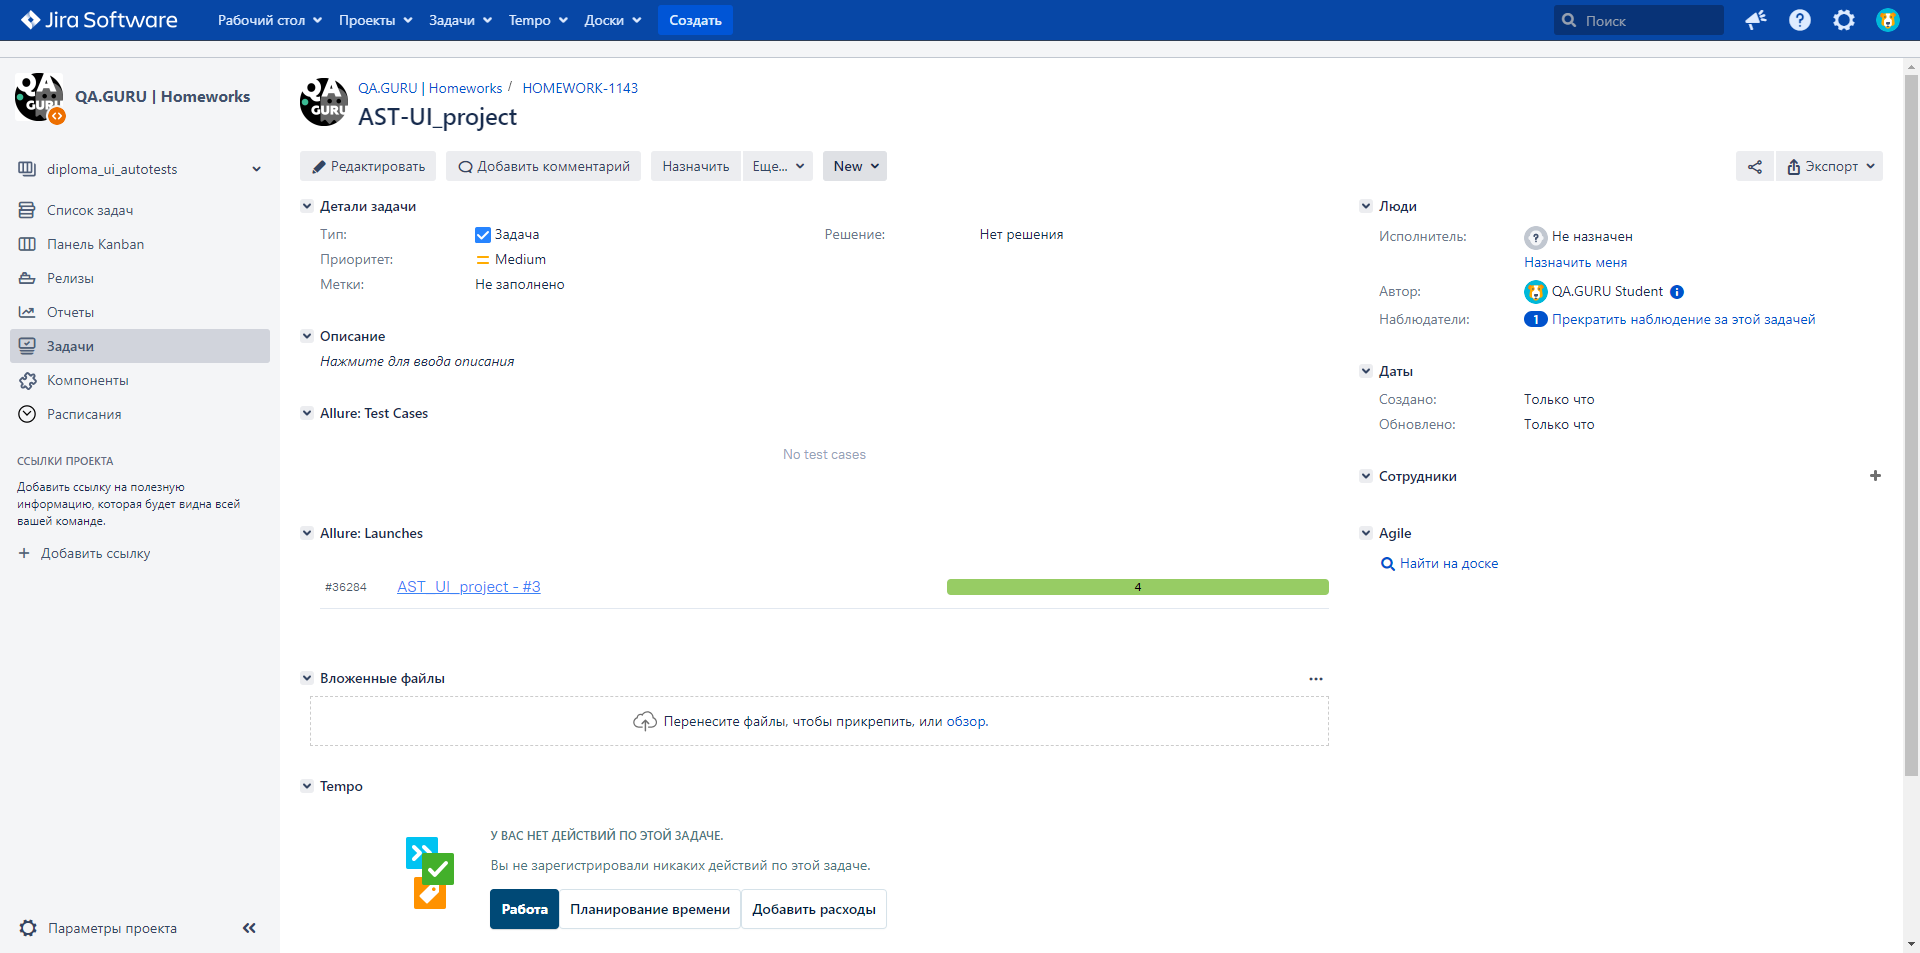 Jira Software
Рабочий стол
Проекты
Задачи
Tempo
Доски
Создать
Поиск
QA.GURU | Homeworks
diploma_ui_autotests
Список задач
Панель Kanban
Релизы
Отчеты
Задачи
Компоненты
Расписания
ССЫЛКИ ПРОЕКТА
Добавить ссылку на полезную
информацию, которая будет видна всей
вашей команде.
Добавить ссылку
Параметры проекта
QA GURU
QA.GURU | Homeworks / HOMEWORK-1143
AST-UI_project
Редактировать
Добавить комментарий
Назначить
Еще...
New
Экспорт
Детали задачи
Тип: Задача
Решение: Нет решения
Приоритет: Medium
Метки: Не заполнено
Описание
Нажмите для ввода описания
Allure: Test Cases
No test cases
Allure: Launches
#36284 AST_UI_project - #3 4
Вложенные файлы
Перенесите файлы, чтобы прикрепить, или обзор.
Tempo
У ВАС НЕТ ДЕЙСТВИЙ ПО ЭТОЙ ЗАДАЧЕ.
Вы не зарегистрировали никаких действий по этой задаче.
Работа
Планирование времени
Добавить расходы
Люди
Исполнитель: Не назначен
Назначить меня
Автор: QA.GURU Student
Наблюдатели: 1 Прекратить наблюдение за этой задачей
Даты
Создано: Только что
Обновлено: Только что
Сотрудники
Agile
Найти на доске